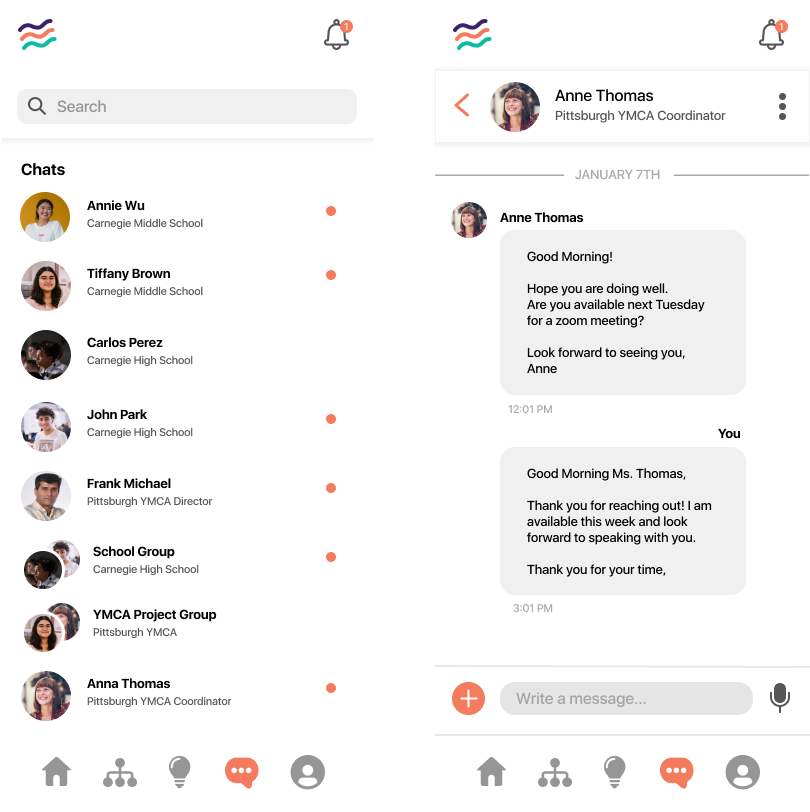 1
Search
Chats
Annie Wu
Carnegie Middle School
Tiffany Brown
Carnegie Middle School
Carlos Perez
Carnegie High School
John Park
Carnegie High School
Frank Michael
Pittsburgh YMCA Director
School Group
Carnegie High School
YMCA Project Group
Pittsburgh YMCA
Anna Thomas
Pittsburgh YMCA Coordinator
1
Anne Thomas
Pittsburgh YMCA Coordinator
JANUARY 7TH
Anne Thomas
Good Morning!
Hope you are doing well.
Are you available next Tuesday
for a zoom meeting?
Look forward to seeing you,
Anne
12:01 PM
You
Good Morning Ms. Thomas,
Thank you for reaching out! I am
available this week and look
forward to speaking with you.
Thank you for your time,
3:01 PM
Write a message...